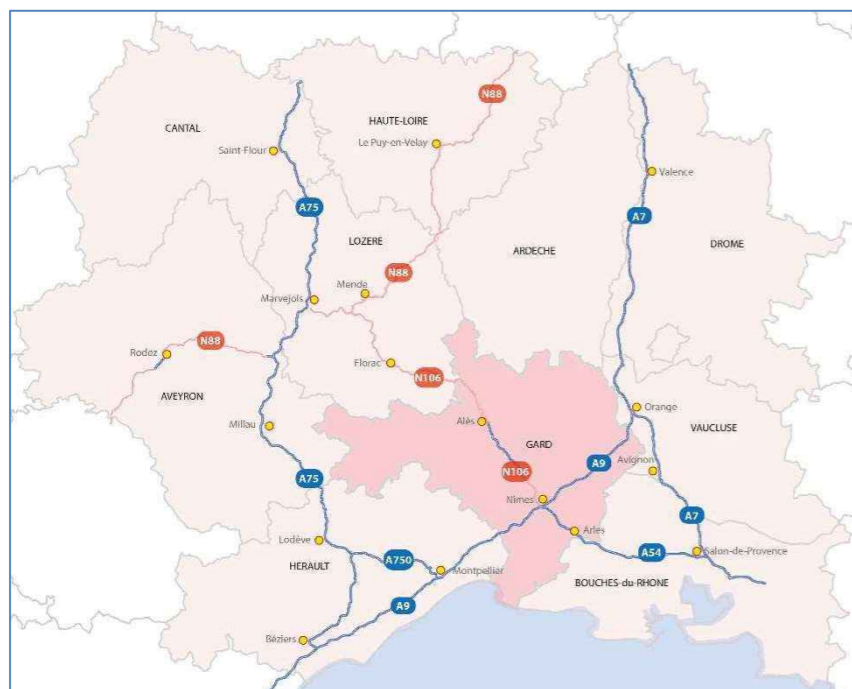 N88
HAUTE-LOIRE
CANTAL
Le Puy-en-Velay
Saint-Flour
Valence
A75
A7
LOZERE
DROME
ARDECHE
N88
Mende
Marvejols
N88
Rodez
Florac
N106
AVEYRON
Orange
Alès
VAUCLUSE
Millau
GARD
Avignon
A9
N106
A75
Nîmes
A7
Arles
Lodève
A54
Salon-de-Provence
A750
HERAULT
Montpellier
BOUCHES-du-RHONE
A9
Béziers